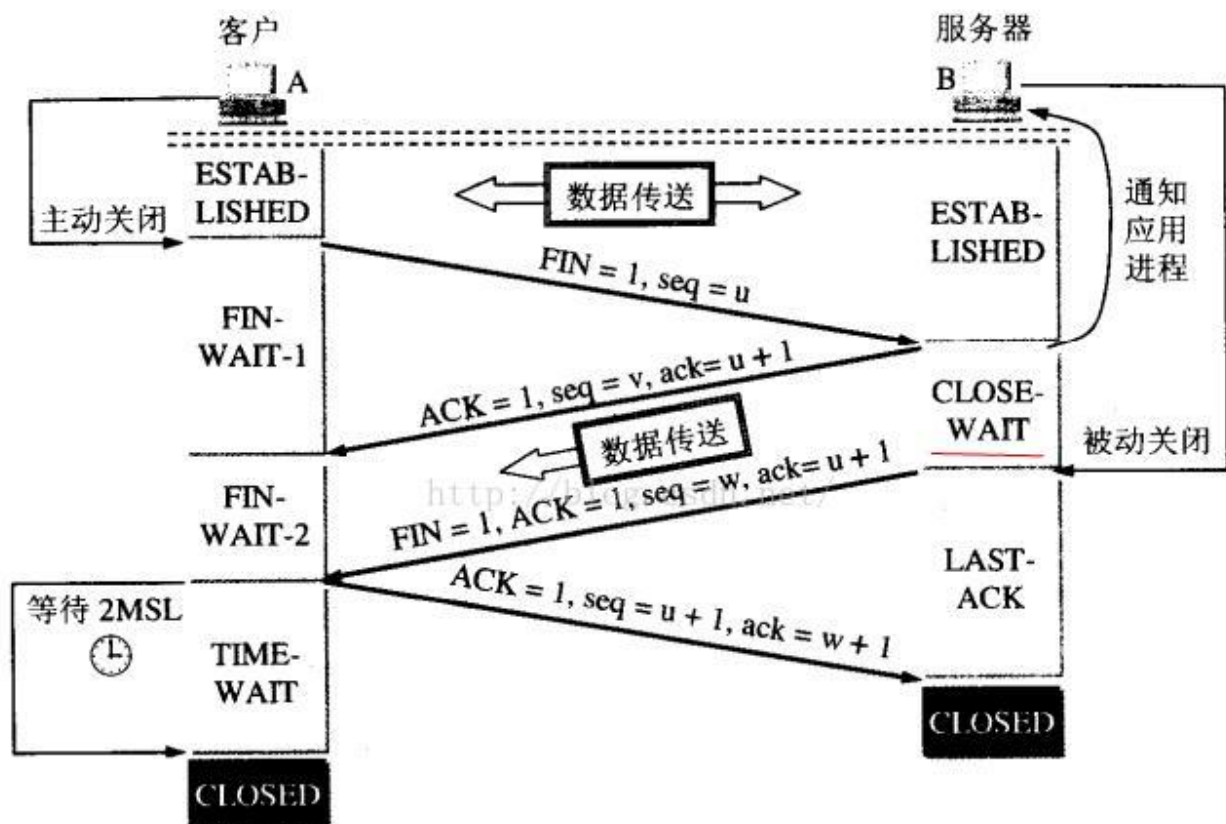 客户
服务器
A
B
ESTAB-
LISHED
数据传送
主动关闭
ESTAB-
LISHED
通知
应用
进程
FIN = 1, seq = u
FIN-
WAIT-1
ACK = 1, seq = v, ack= u + 1
CLOSE-
WAIT
数据传送
被动关闭
FIN-
WAIT-2
FIN = 1, ACK = 1, seq = w, ack= u + 1
LAST-
ACK
ACK = 1, seq = u + 1, ack = w + 1
等待 2MSL
TIME-
WAIT
CLOSED
CLOSED